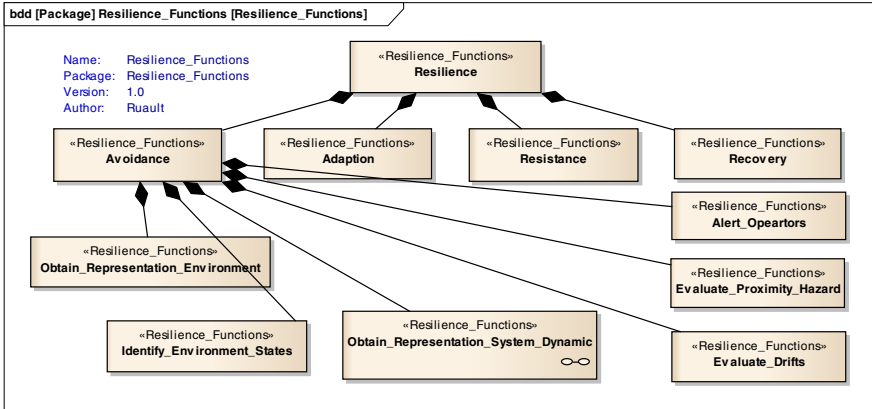 bdd [Package] Resilience_Functions [Resilience_Functions]
Name: Resilience_Functions
Package: Resilience_Functions
Version: 1.0
Author: Ruault
«Resilience_Functions»
Resilience
«Resilience_Functions»
Avoidance
«Resilience_Functions»
Adaption
«Resilience_Functions»
Resistance
«Resilience_Functions»
Recovery
«Resilience_Functions»
Alert_Opeartors
«Resilience_Functions»
Obtain_Representation_Environment
«Resilience_Functions»
Evaluate_Proximity_Hazard
«Resilience_Functions»
Identify_Environment_States
«Resilience_Functions»
Obtain_Representation_System_Dynamic
«Resilience_Functions»
Evaluate_Drifts